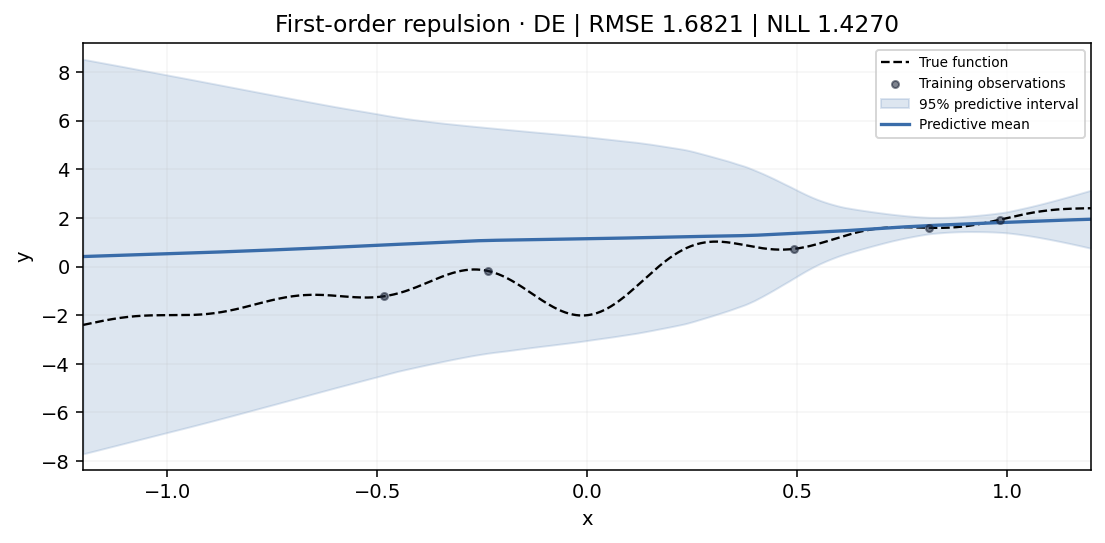 First-order repulsion · DE | RMSE 1.6821 | NLL 1.4270
True function
Training observations
95% predictive interval
Predictive mean
8
6
4
2
0
−2
−4
−6
−8
y
−1.0 −0.5 0.0 0.5 1.0
x